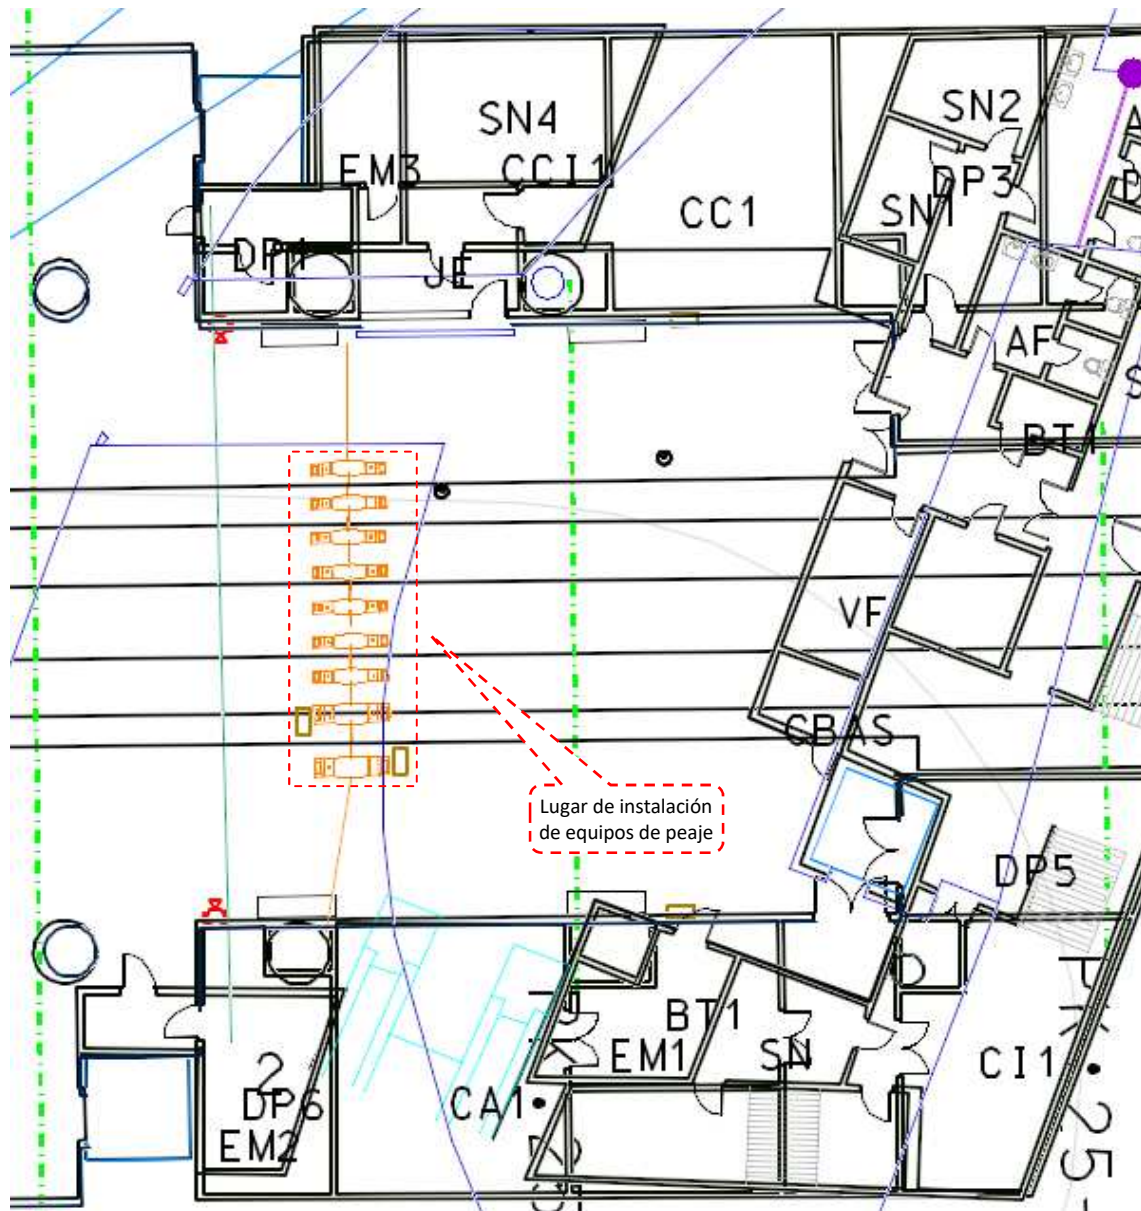 SN4
SN2
EM3
CCI1
DP3
CC1
SN1
JE
AF
BT1
VF
CBAS
Lugar de instalación
de equipos de peaje
DP5
BT1
EM1
SN
CI1
2
DP6
CA1
EM2